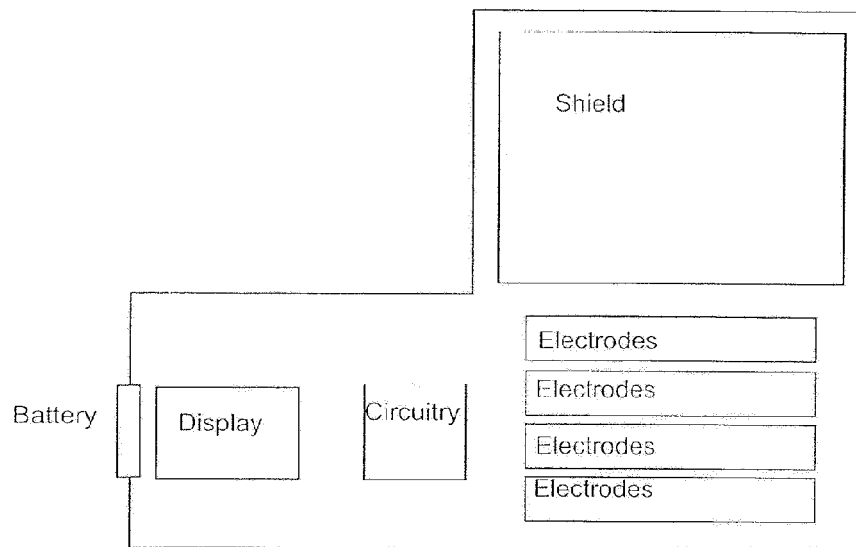 Shield
Electrodes
Electrodes
Battery
Display
Circuitry
Electrodes
Electrodes